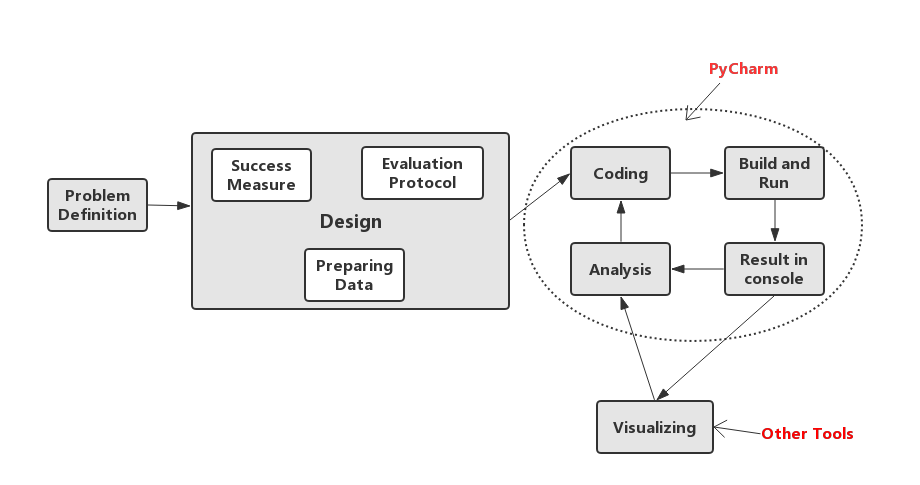 PyCharm
Problem
Definition
Success
Measure
Evaluation
Protocol
Design
Preparing
Data
Coding
Build and
Run
Analysis
Result in
console
Visualizing
Other Tools